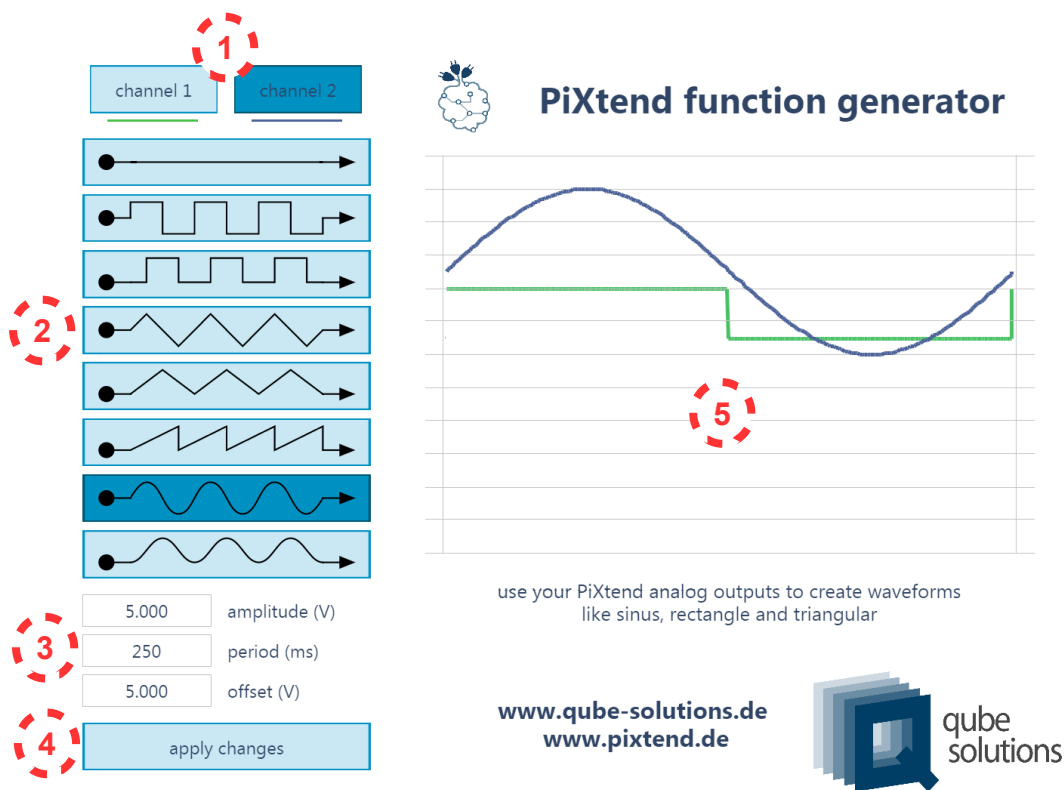 1
channel 1
channel 2
PiXtend function generator
2
5
5.000
amplitude (V)
3
250
period (ms)
5.000
offset (V)
4
apply changes
use your PiXtend analog outputs to create waveforms
like sinus, rectangle and triangular
www.qube-solutions.de
www.pixtend.de
qube
solutions